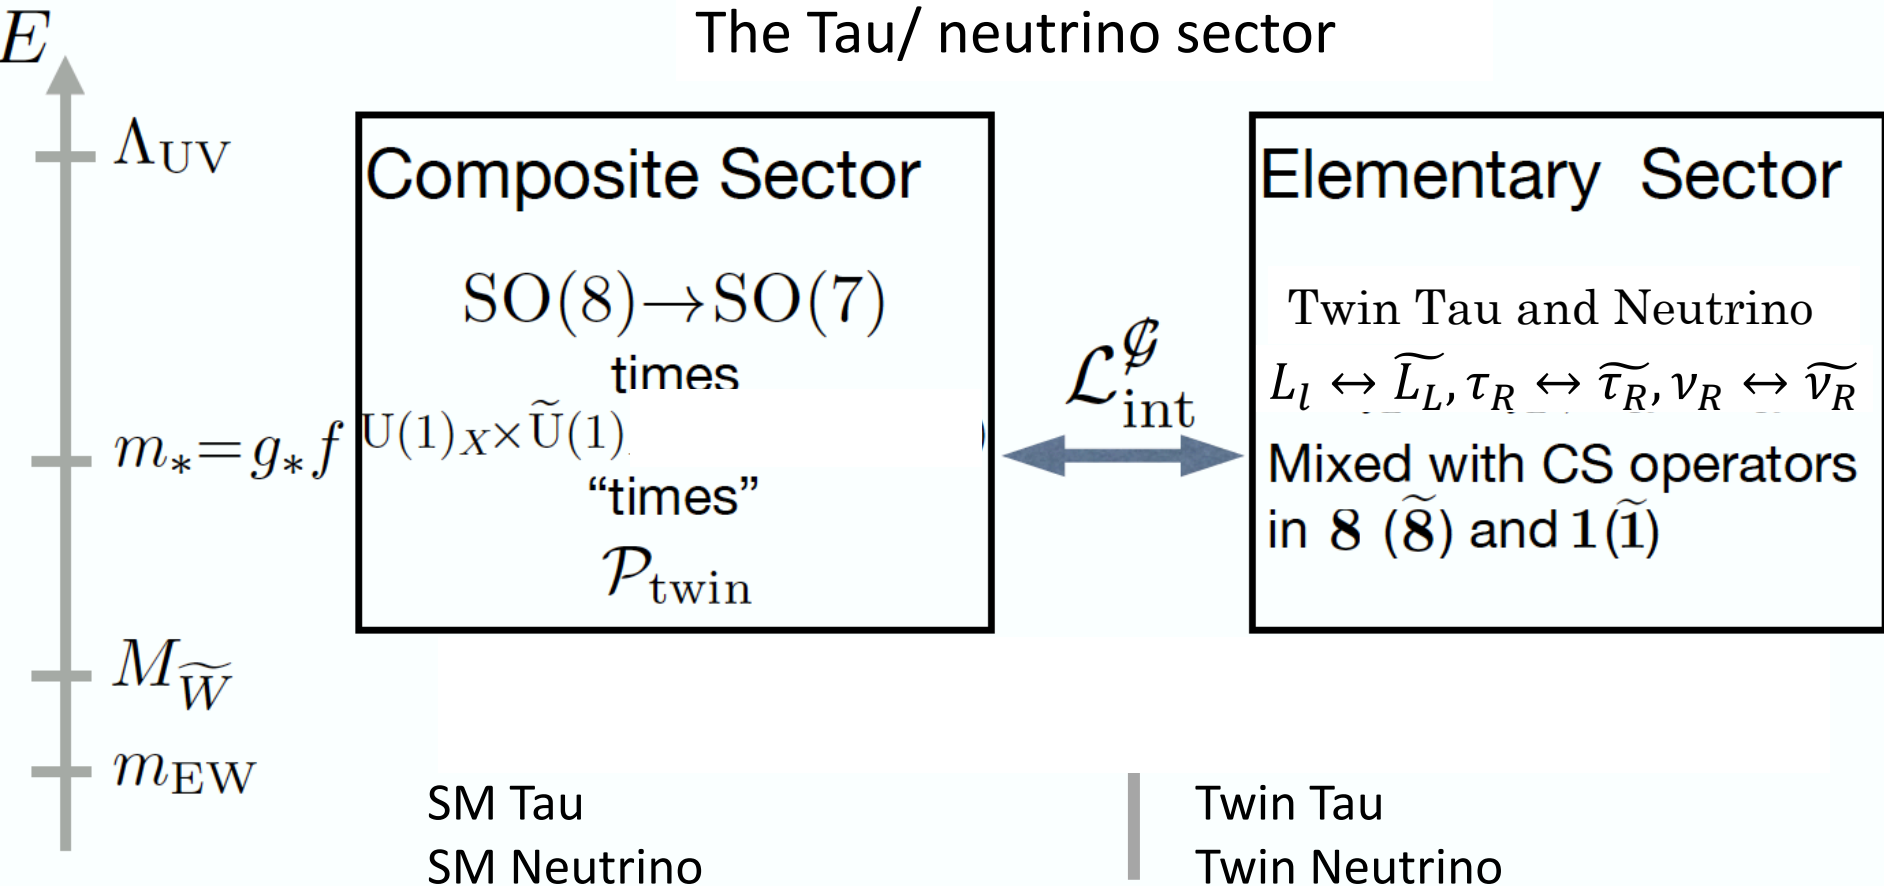 The Tau/ neutrino sector
E
Λ_UV
m_* = g_* f
M_W̃
m_EW
Composite Sector
SO(8)→SO(7)
times
U(1)_X × Ũ(1)
“times”
𝒫_twin
ℒ_int^G̸
Elementary Sector
Twin Tau and Neutrino
L_l ↔ L̃_L, τ_R ↔ τ̃_R, ν_R ↔ ν̃_R
Mixed with CS operators
in 8 (8̃) and 1(1̃)
SM Tau
SM Neutrino
Twin Tau
Twin Neutrino